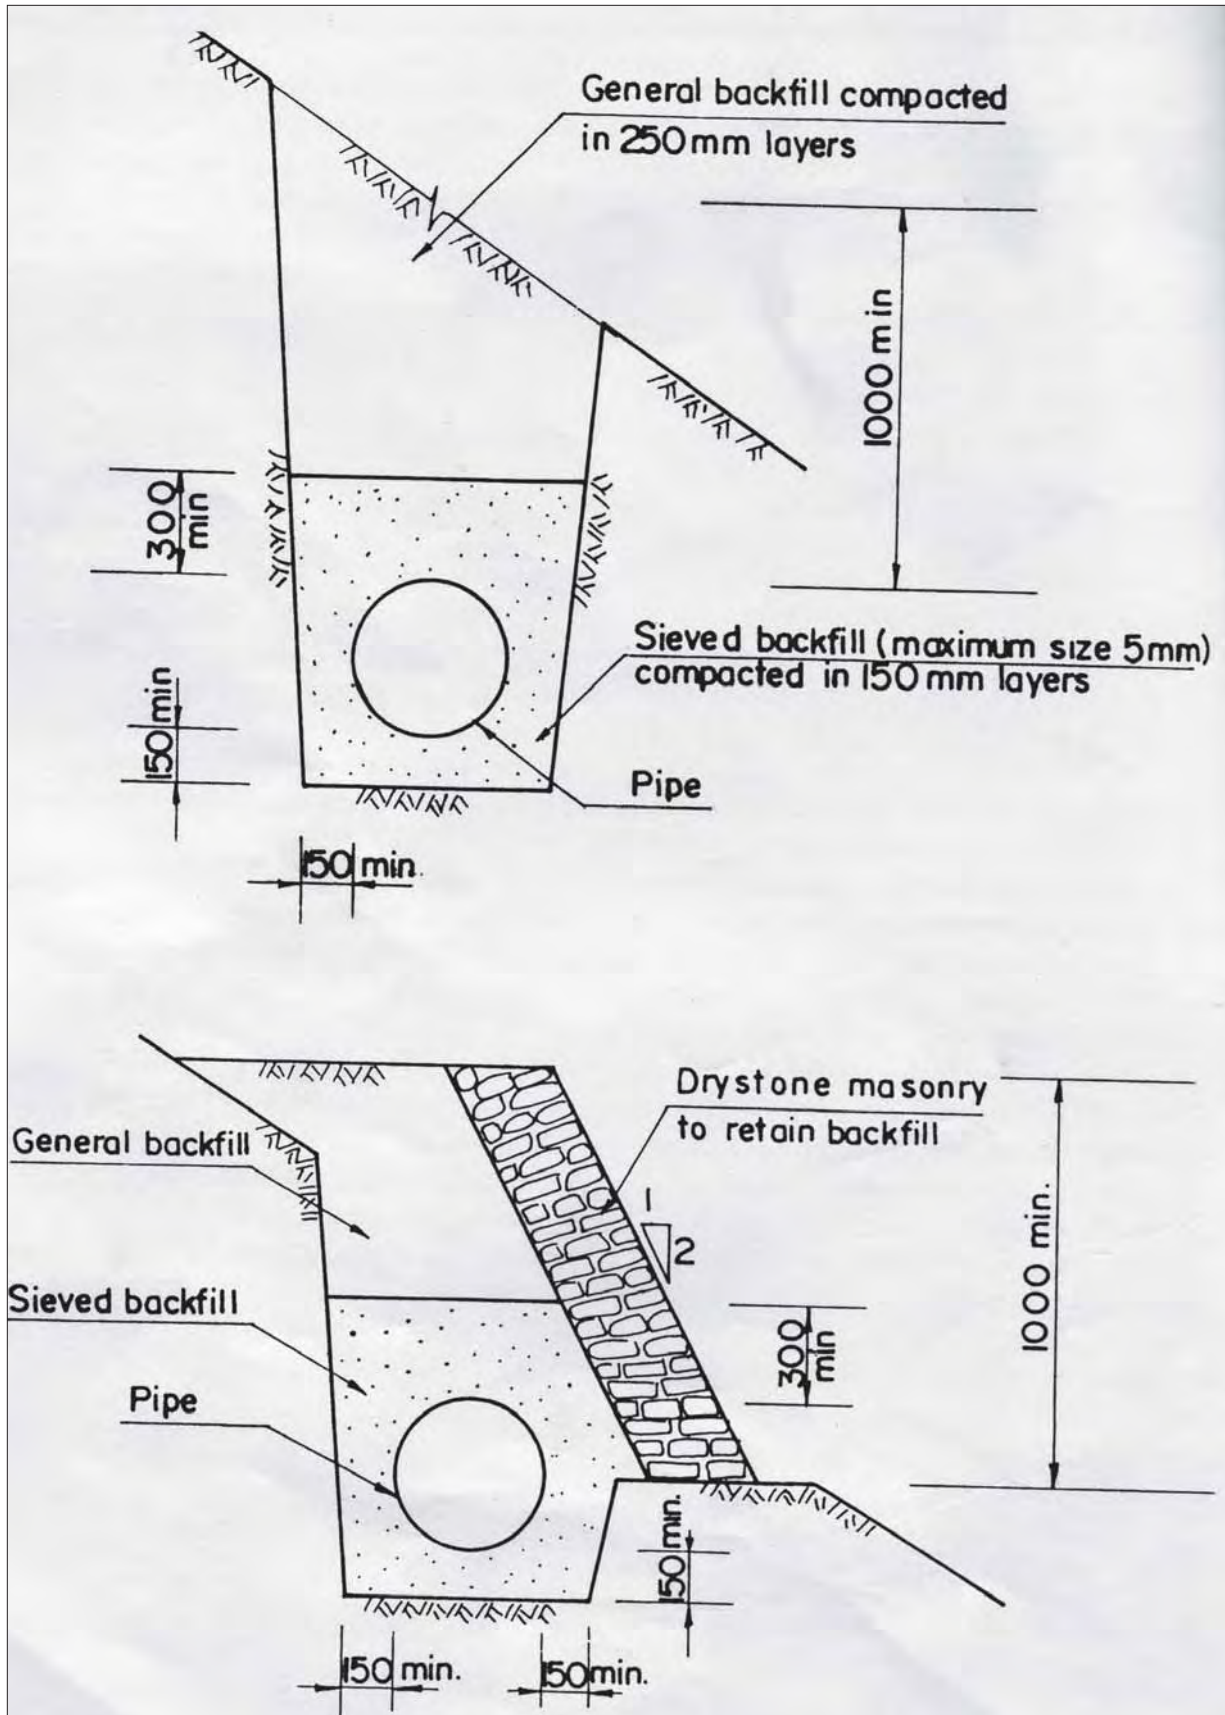 General backfill compacted
in 250mm layers
1000 min
300
min
Sieved backfill (maximum size 5mm)
compacted in 150mm layers
150 min
Pipe
150 min.
Drystone masonry
to retain backfill
General backfill
1
2
1000 min.
Sieved backfill
300
min
Pipe
150 min.
150 min.
150 min.